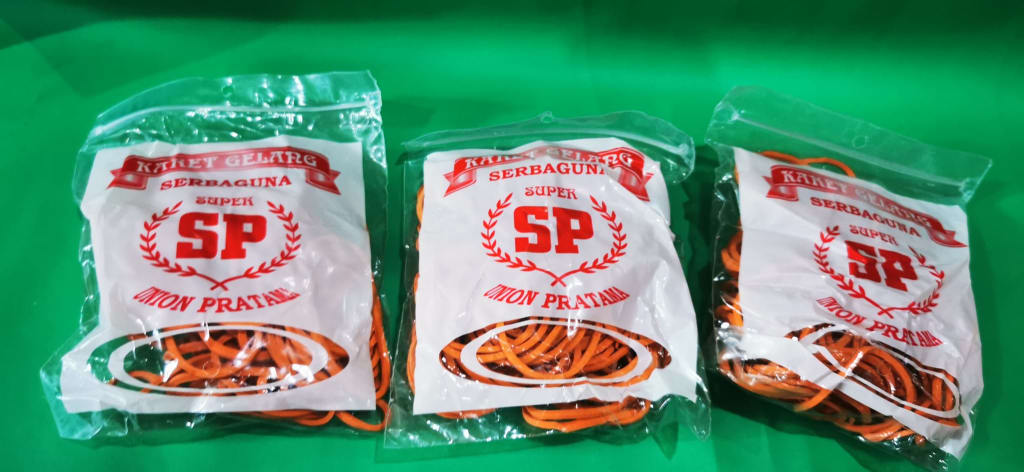 KARET GELANG
SERBAGUNA
SUPER
SP
UNION PRATAMA
KARET GELANG
SERBAGUNA
SUPER
SP
UNION PRATAMA
KARET GELANG
SERBAGUNA
SUPER
SP
UNION PRATAMA